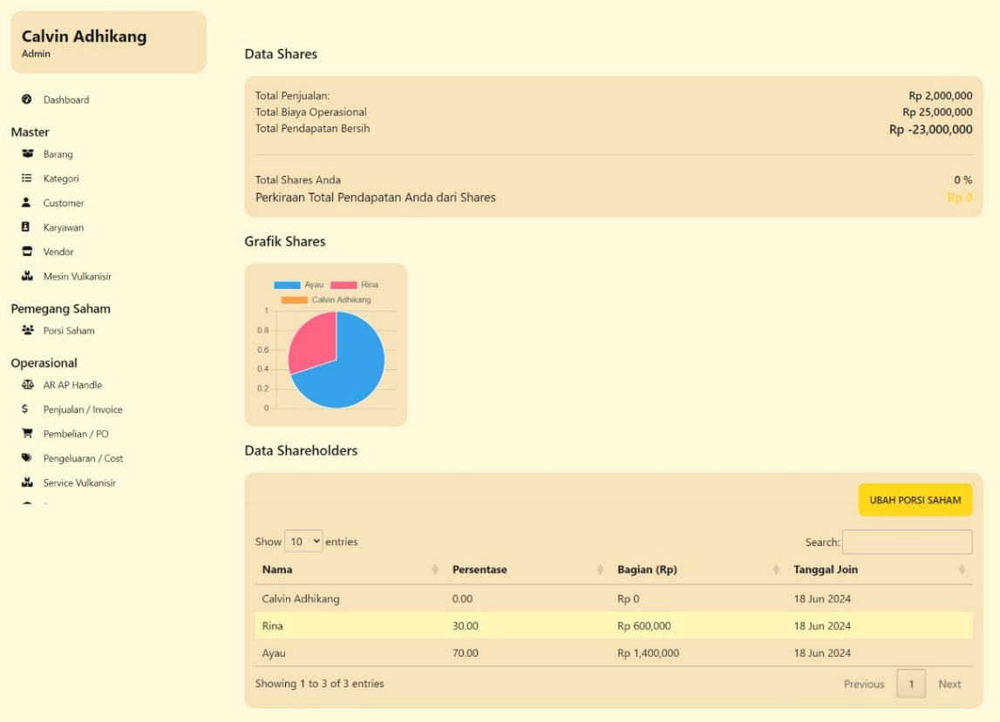 Calvin Adhikang
Admin
Dashboard
Master
Barang
Kategori
Customer
Karyawan
Vendor
Mesin Vulkanisir
Pemegang Saham
Porsi Saham
Operasional
AR AP Handle
Penjualan / Invoice
Pembelian / PO
Pengeluaran / Cost
Service Vulkanisir
Data Shares
Total Penjualan: Rp 2,000,000
Total Biaya Operasional Rp 25,000,000
Total Pendapatan Bersih Rp -23,000,000
Total Shares Anda 0 %
Perkiraan Total Pendapatan Anda dari Shares Rp 0
Grafik Shares
Ayau Rina
Calvin Adhikang
1
0.8
0.6
0.4
0.2
0
Data Shareholders
UBAH PORSI SAHAM
Show 10 entries Search:
Nama Persentase Bagian (Rp) Tanggal Join
Calvin Adhikang 0.00 Rp 0 18 Jun 2024
Rina 30.00 Rp 600,000 18 Jun 2024
Ayau 70.00 Rp 1,400,000 18 Jun 2024
Showing 1 to 3 of 3 entries Previous 1 Next